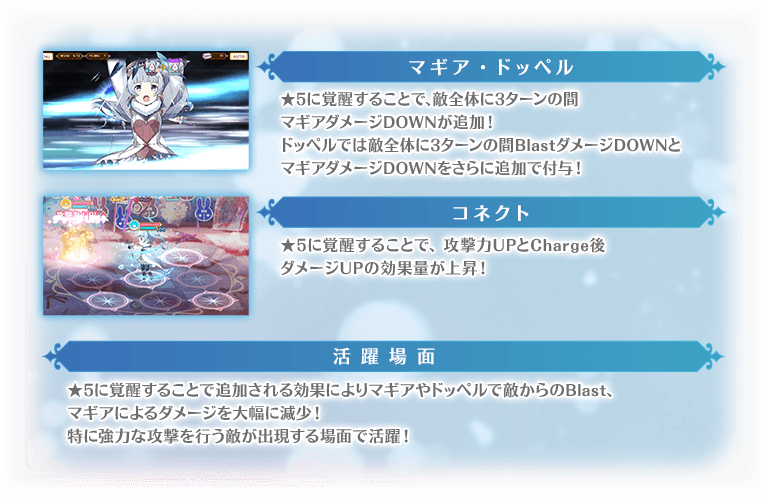 マギア・ドッペル
★5に覚醒することで、敵全体に3ターンの間
マギアダメージDOWNが追加!
ドッペルでは敵全体に3ターンの間BlastダメージDOWNと
マギアダメージDOWNをさらに追加で付与!
コネクト
★5に覚醒することで、攻撃力UPとCharge後
ダメージUPの効果量が上昇!
活躍場面
★5に覚醒することで追加される効果によりマギアやドッペルで敵からのBlast、
マギアによるダメージを大幅に減少!
特に強力な攻撃を行う敵が出現する場面で活躍!